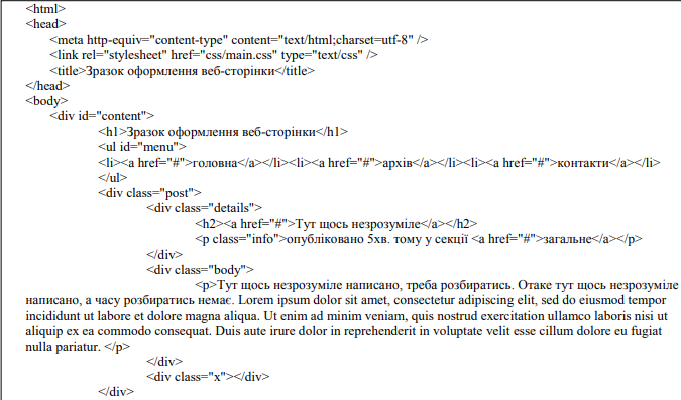 <html>
<head>
<meta http-equiv="content-type" content="text/html;charset=utf-8" />
<link rel="stylesheet" href="css/main.css" type="text/css" />
<title>Зразок оформлення веб-сторінки</title>
</head>
<body>
<div id="content">
<h1>Зразок оформлення веб-сторінки</h1>
<ul id="menu">
<li><a href="#">головна</a></li><li><a href="#">архів</a></li><li><a href="#">контакти</a></li>
</ul>
<div class="post">
<div class="details">
<h2><a href="#">Тут щось незрозуміле</a></h2>
<p class="info">опубліковано 5хв. тому у секції <a href="#">загальне</a></p>
</div>
<div class="body">
<p>Тут щось незрозуміле написано, треба розбиратись. Отаке тут щось незрозуміле
написано, а часу розбиратись немає. Lorem ipsum dolor sit amet, consectetur adipiscing elit, sed do eiusmod tempor
incididunt ut labore et dolore magna aliqua. Ut enim ad minim veniam, quis nostrud exercitation ullamco laboris nisi ut
aliquip ex ea commodo consequat. Duis aute irure dolor in reprehenderit in voluptate velit esse cillum dolore eu fugiat
nulla pariatur. </p>
</div>
<div class="x"></div>
</div>